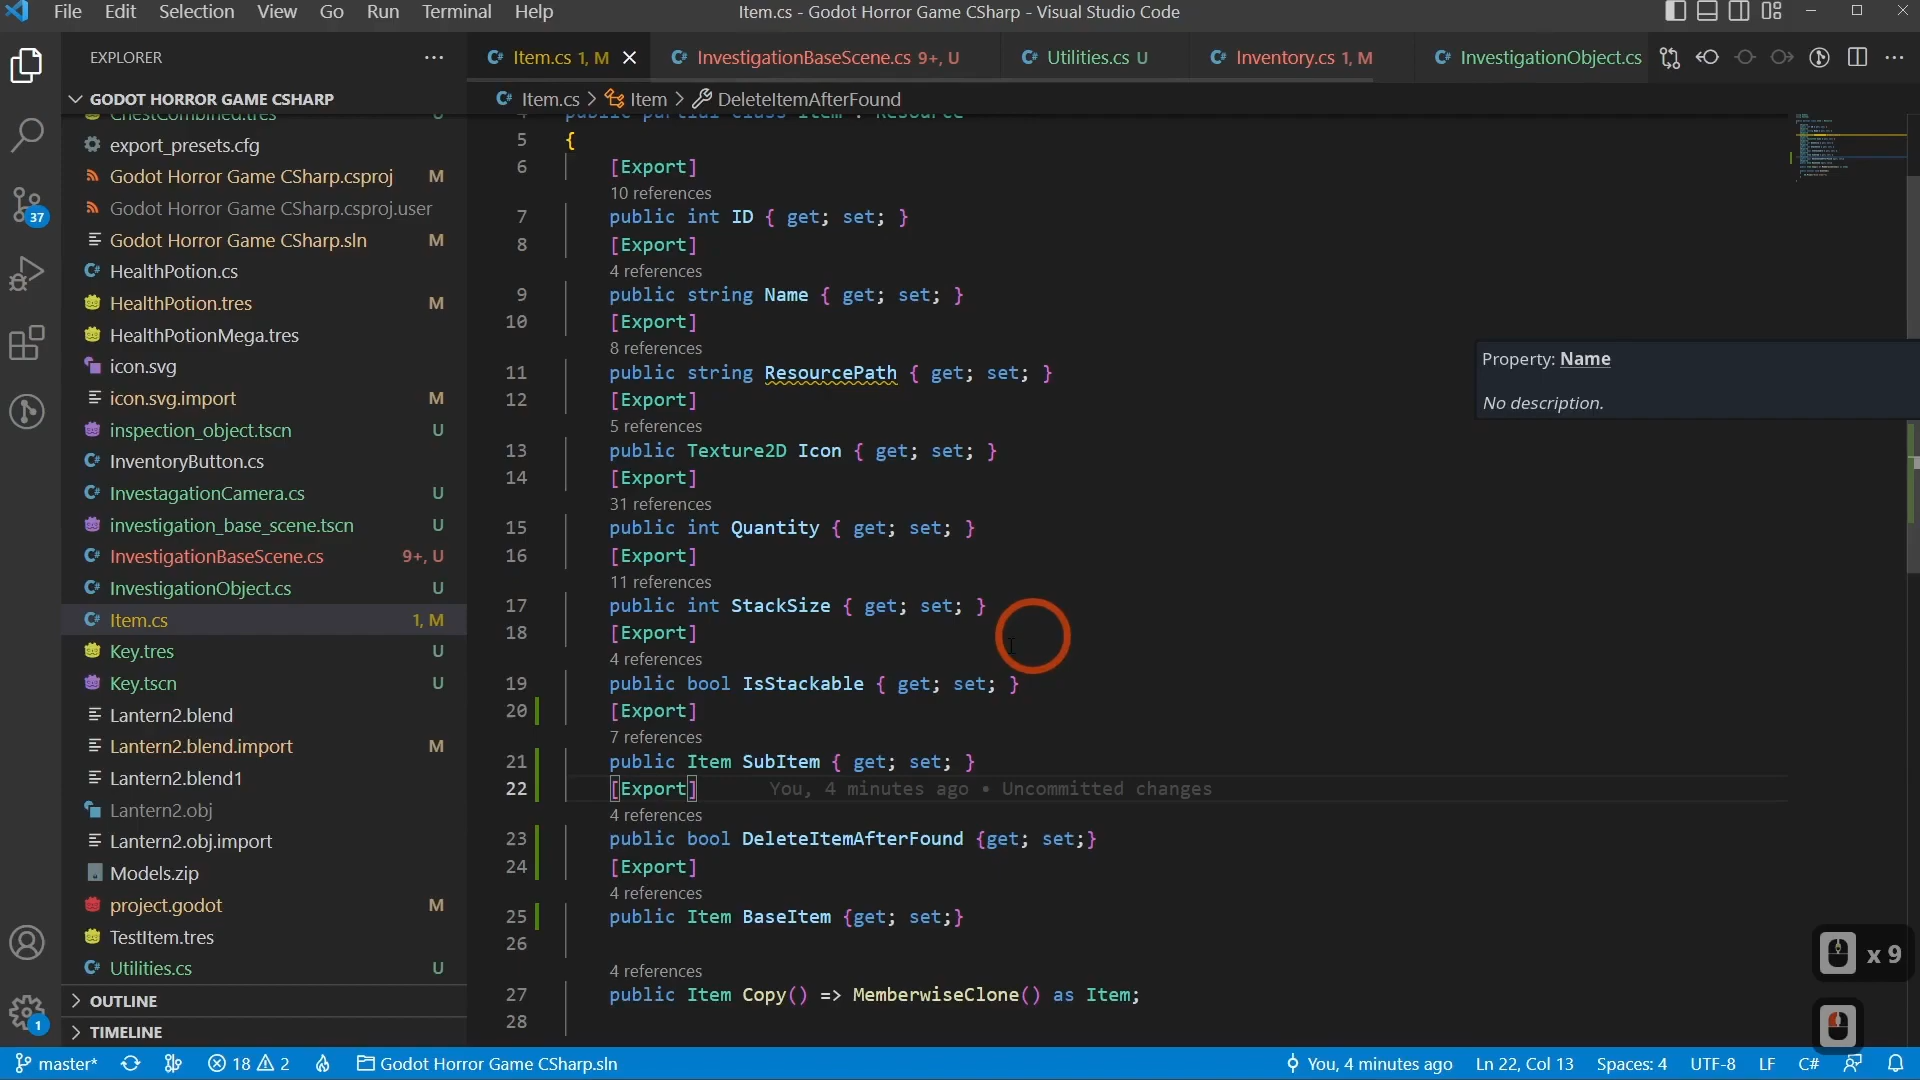 File Edit Selection View Go Run Terminal Help
Item.cs - Godot Horror Game CSharp - Visual Studio Code
EXPLORER
Item.cs 1, M
InvestigationBaseScene.cs 9+, U
Utilities.cs U
Inventory.cs 1, M
InvestigationObject.cs
GODOT HORROR GAME CSHARP
Item.cs > Item > DeleteItemAfterFound
ChestCombined.tres U
export_presets.cfg
Godot Horror Game CSharp.csproj M
Godot Horror Game CSharp.csproj.user
Godot Horror Game CSharp.sln M
HealthPotion.cs
HealthPotion.tres M
HealthPotionMega.tres
icon.svg
icon.svg.import M
inspection_object.tscn U
InventoryButton.cs
InvestagationCamera.cs U
investigation_base_scene.tscn U
InvestigationBaseScene.cs 9+, U
InvestigationObject.cs U
Item.cs 1, M
Key.tres U
Key.tscn U
Lantern2.blend
Lantern2.blend.import M
Lantern2.blend1
Lantern2.obj
Lantern2.obj.import
Models.zip
project.godot M
TestItem.tres
Utilities.cs U
OUTLINE
TIMELINE
37
1
4 public partial class Item : Resource
5 {
6 [Export]
10 references
7 public int ID { get; set; }
8 [Export]
4 references
9 public string Name { get; set; }
10 [Export]
8 references
11 public string ResourcePath { get; set; }
12 [Export]
5 references
13 public Texture2D Icon { get; set; }
14 [Export]
31 references
15 public int Quantity { get; set; }
16 [Export]
11 references
17 public int StackSize { get; set; }
18 [Export]
4 references
19 public bool IsStackable { get; set; }
20 [Export]
7 references
21 public Item SubItem { get; set; }
22 [Export] You, 4 minutes ago • Uncommitted changes
4 references
23 public bool DeleteItemAfterFound {get; set;}
24 [Export]
4 references
25 public Item BaseItem {get; set;}
26
4 references
27 public Item Copy() => MemberwiseClone() as Item;
28
Property: Name
No description.
x 9
master* 18 2 Godot Horror Game CSharp.sln
You, 4 minutes ago Ln 22, Col 13 Spaces: 4 UTF-8 LF C#